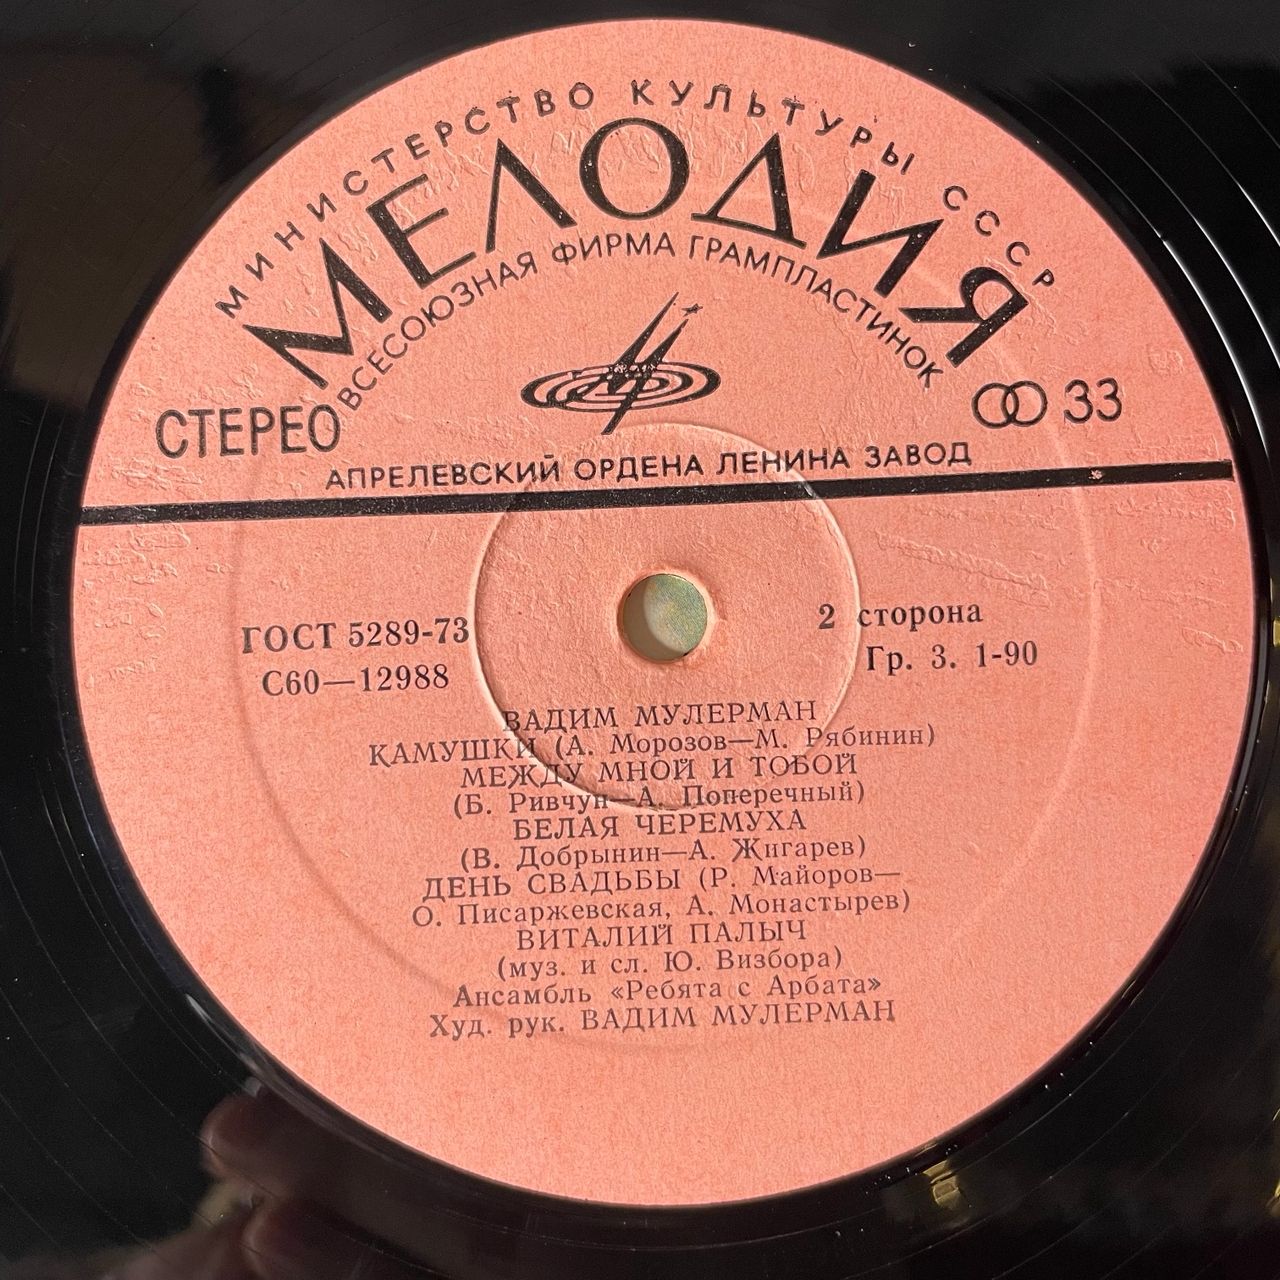 МИНИСТЕРСТВО КУЛЬТУРЫ СССР
МЕЛОДИЯ
ВСЕСОЮЗНАЯ ФИРМА ГРАМПЛАСТИНОК
СТЕРЕО
33
АПРЕЛЕВСКИЙ ОРДЕНА ЛЕНИНА ЗАВОД
ГОСТ 5289-73
2 сторона
С60—12988
Гр. 3. 1-90
ВАДИМ МУЛЕРМАН
КАМУШКИ (А. Морозов—М. Рябинин)
МЕЖДУ МНОЙ И ТОБОЙ
(Б. Ривчун—А. Поперечный)
БЕЛАЯ ЧЕРЕМУХА
(В. Добрынин—А. Жигарев)
ДЕНЬ СВАДЬБЫ (Р. Майоров—
О. Писаржевская, А. Монастырев)
ВИТАЛИЙ ПАЛЫЧ
(муз. и сл. Ю. Визбора)
Ансамбль «Ребята с Арбата»
Худ. рук. ВАДИМ МУЛЕРМАН